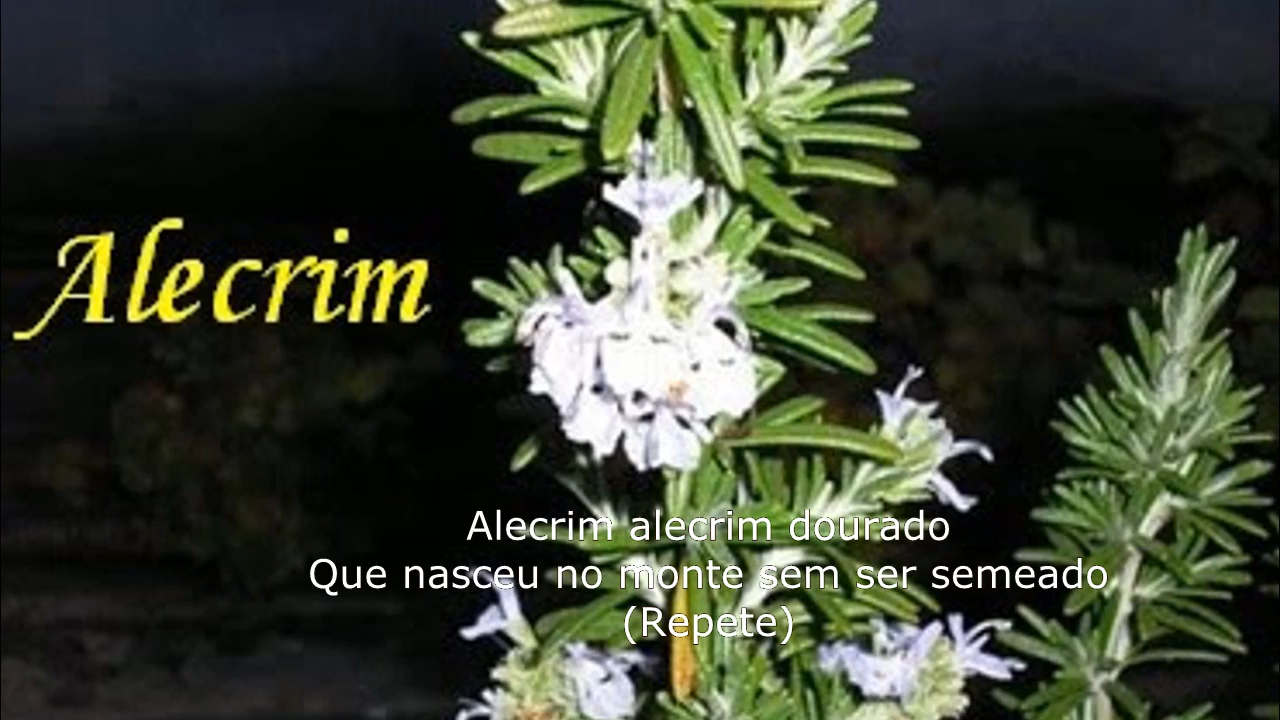 Alecrim
Alecrim alecrim dourado
Que nasceu no monte sem ser semeado
(Repete)